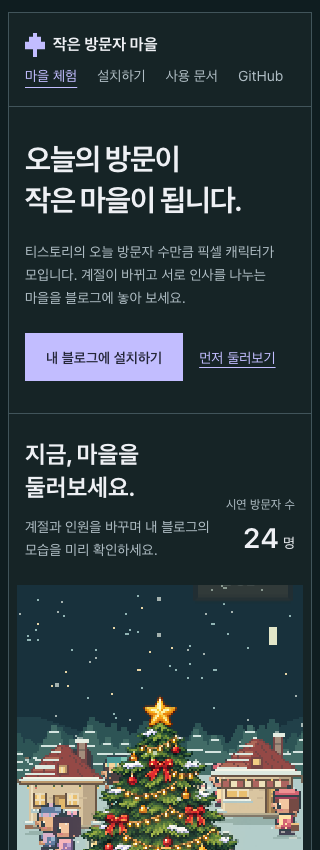 작은 방문자 마을
마을 체험 설치하기 사용 문서 GitHub
오늘의 방문이
작은 마을이 됩니다.
티스토리의 오늘 방문자 수만큼 픽셀 캐릭터가
모입니다. 계절이 바뀌고 서로 인사를 나누는
마을을 블로그에 놓아 보세요.
내 블로그에 설치하기 먼저 둘러보기
지금, 마을을
둘러보세요.
계절과 인원을 바꾸며 내 블로그의
모습을 미리 확인하세요.
시연 방문자 수
24 명